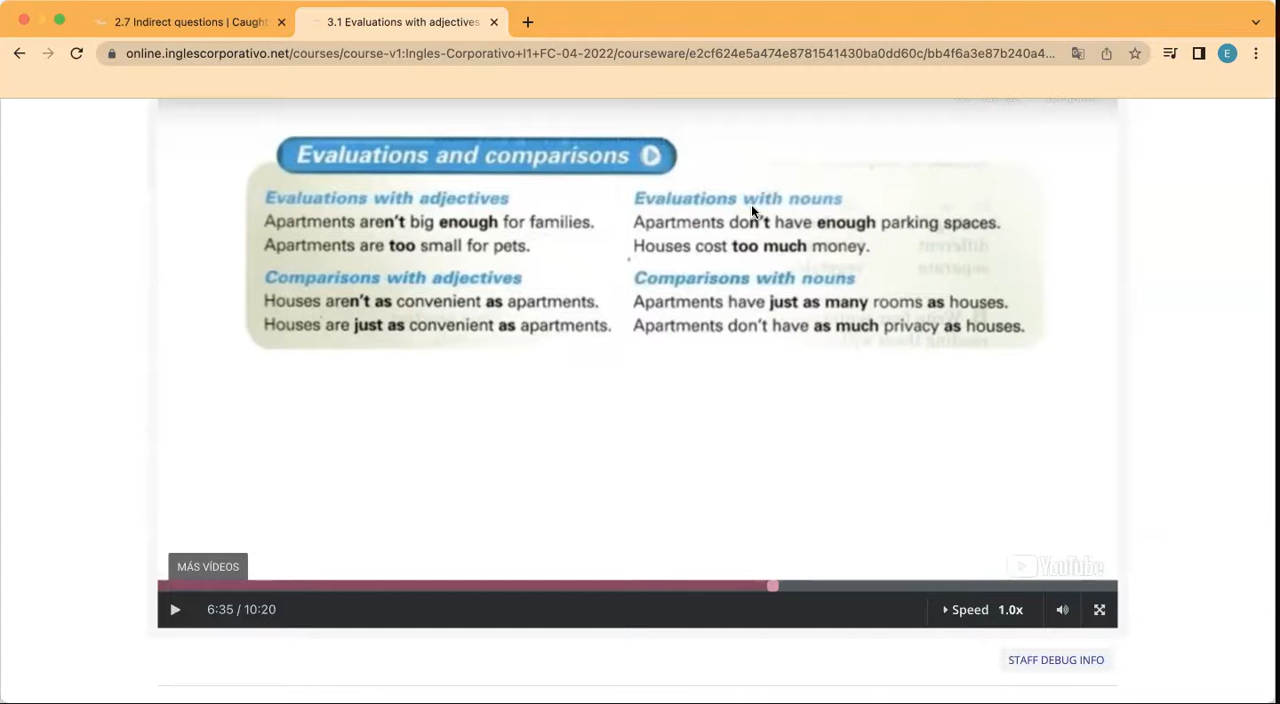 2.7 Indirect questions | Caught
3.1 Evaluations with adjectives
online.inglescorporativo.net/courses/course-v1:Ingles-Corporativo+I1+FC-04-2022/courseware/e2cf624e5a474e8781541430ba0dd60c/bb4f6a3e87b240a4...
E
Evaluations and comparisons
Evaluations with adjectives
Apartments aren't big enough for families.
Apartments are too small for pets.
Comparisons with adjectives
Houses aren't as convenient as apartments.
Houses are just as convenient as apartments.
Evaluations with nouns
Apartments don't have enough parking spaces.
Houses cost too much money.
Comparisons with nouns
Apartments have just as many rooms as houses.
Apartments don't have as much privacy as houses.
MÁS VÍDEOS
YouTube
6:35 / 10:20
Speed 1.0x
STAFF DEBUG INFO